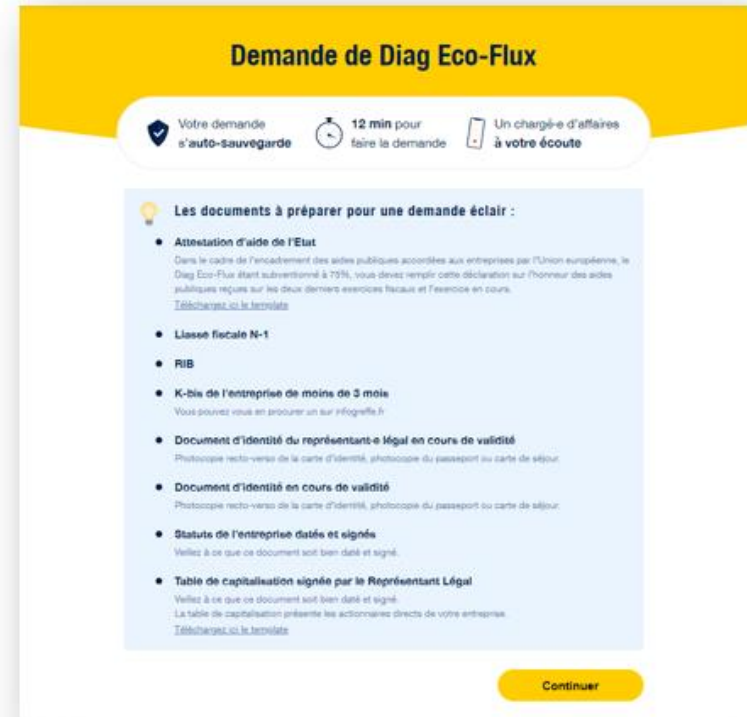 Demande de Diag Eco-Flux
Votre demande
s'auto-sauvegarde
12 min pour
faire la demande
Un chargé·e d'affaires
à votre écoute
Les documents à préparer pour une demande éclair :
Attestation d'aide de l'Etat
Dans le cadre de l'encadrement des aides publiques accordées aux entreprises par l'Union européenne, le
Diag Eco-Flux étant subventionné à 75%, vous devez remplir cette déclaration sur l'honneur des aides
publiques reçues sur les deux derniers exercices fiscaux et l'exercice en cours.
Téléchargez ici le template
Liasse fiscale N-1
RIB
K-bis de l'entreprise de moins de 3 mois
Vous pouvez vous en procurer un sur infogreffe.fr
Document d'identité du représentant·e légal en cours de validité
Photocopie recto-verso de la carte d'identité, photocopie du passeport ou carte de séjour.
Document d'identité en cours de validité
Photocopie recto-verso de la carte d'identité, photocopie du passeport ou carte de séjour.
Statuts de l'entreprise datés et signés
Veillez à ce que ce document soit bien daté et signé.
Table de capitalisation signée par le Représentant Légal
Veillez à ce que ce document soit bien daté et signé.
La table de capitalisation présente les actionnaires directs de votre entreprise.
Téléchargez ici le template
Continuer